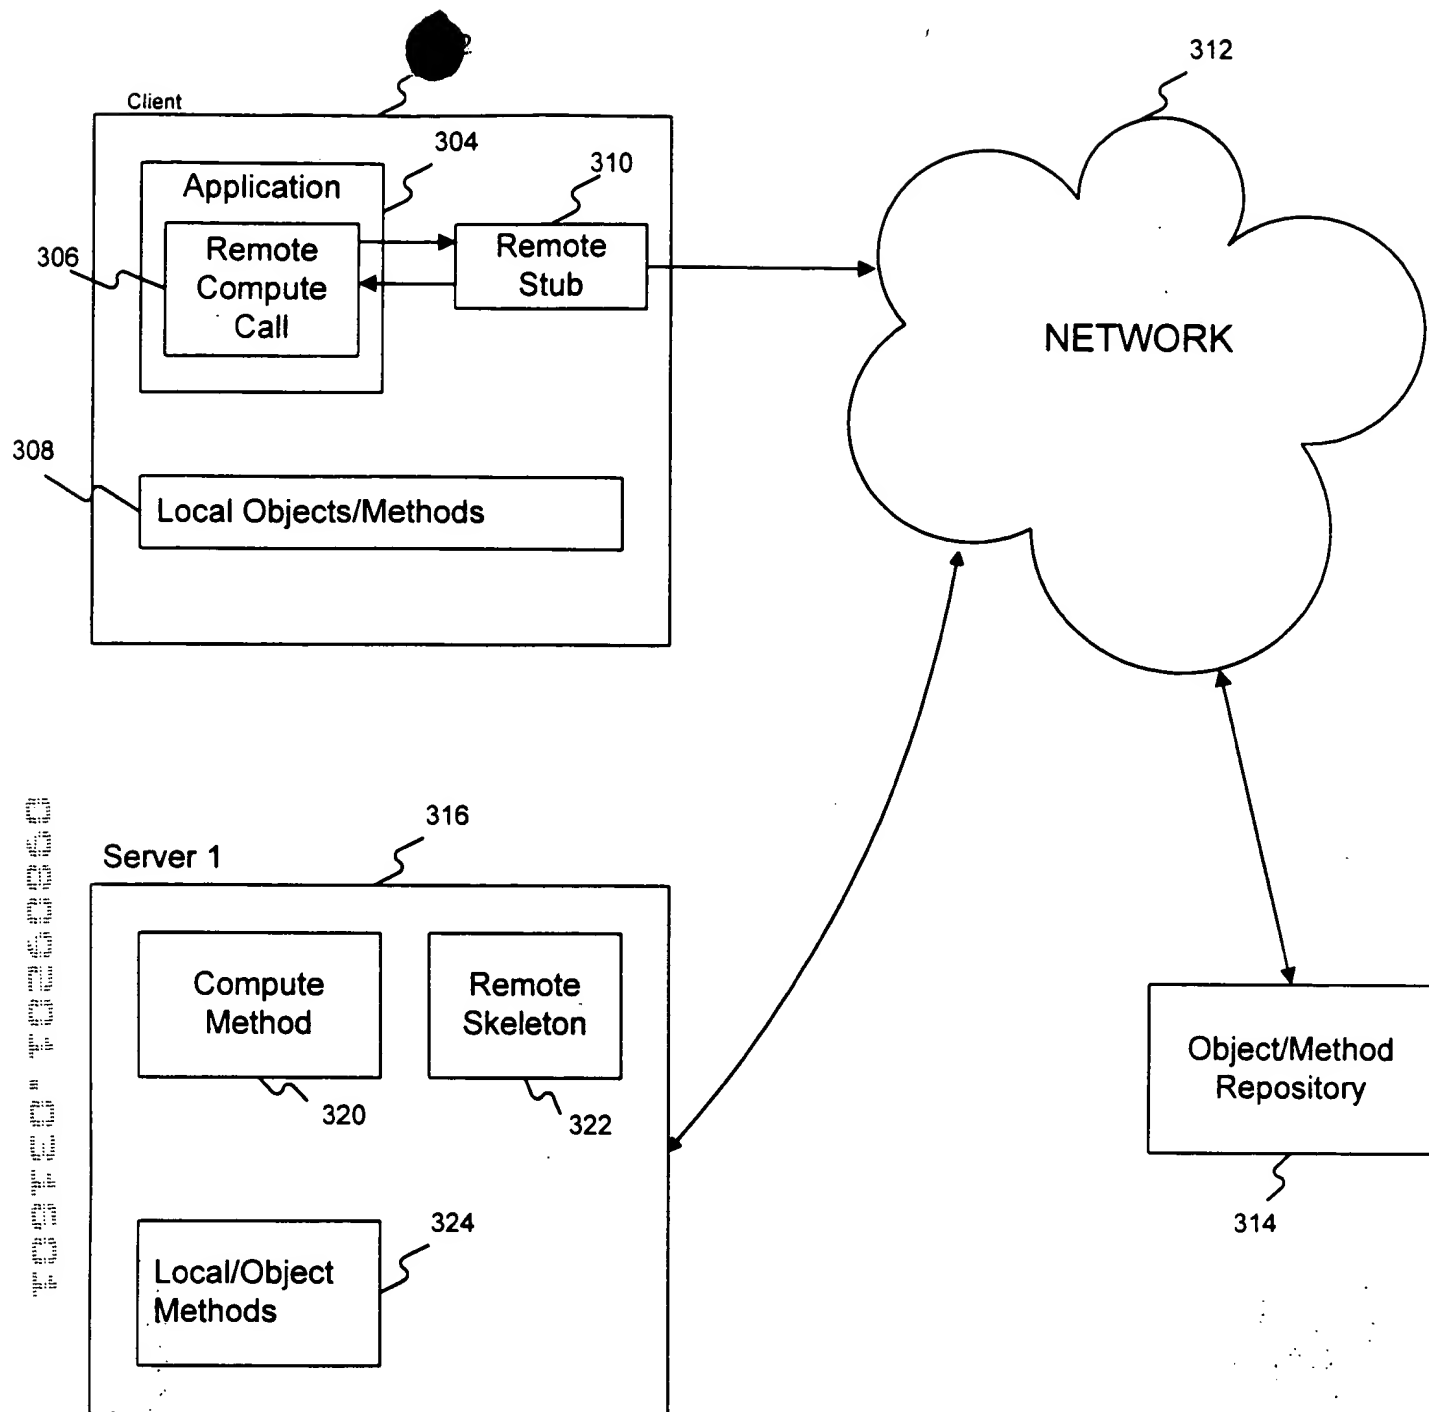 312
Client
304
310
Application
Remote
Compute
Call
Remote
Stub
306
NETWORK
308
Local Objects/Methods
316
Server 1
Compute
Method
Remote
Skeleton
320
322
Object/Method
Repository
314
324
Local/Object
Methods